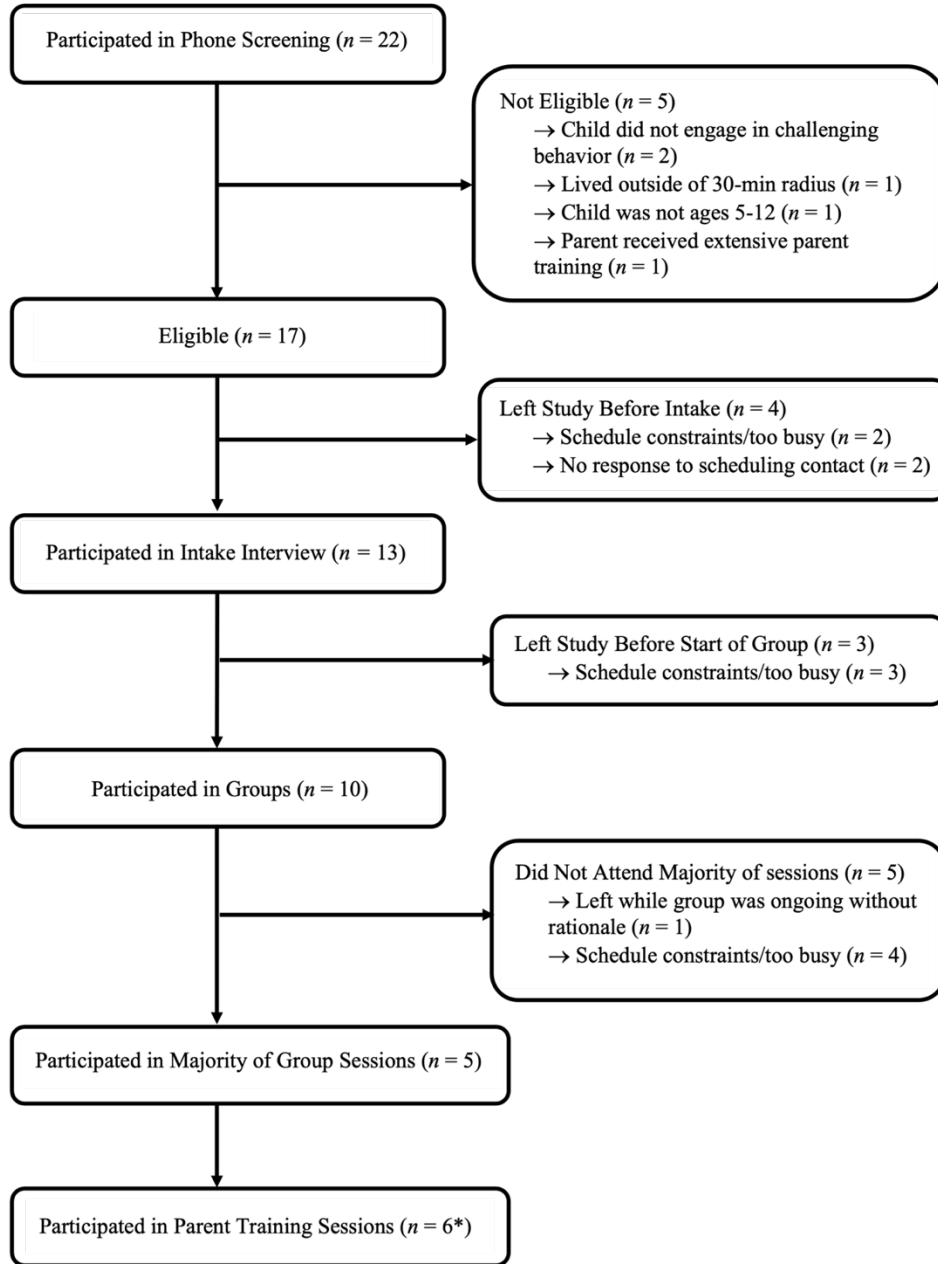 Participated in Phone Screening (n = 22)
Not Eligible (n = 5)
→ Child did not engage in challenging
behavior (n = 2)
→ Lived outside of 30-min radius (n = 1)
→ Child was not ages 5-12 (n = 1)
→ Parent received extensive parent
training (n = 1)
Eligible (n = 17)
Left Study Before Intake (n = 4)
→ Schedule constraints/too busy (n = 2)
→ No response to scheduling contact (n = 2)
Participated in Intake Interview (n = 13)
Left Study Before Start of Group (n = 3)
→ Schedule constraints/too busy (n = 3)
Participated in Groups (n = 10)
Did Not Attend Majority of sessions (n = 5)
→ Left while group was ongoing without
rationale (n = 1)
→ Schedule constraints/too busy (n = 4)
Participated in Majority of Group Sessions (n = 5)
Participated in Parent Training Sessions (n = 6*)